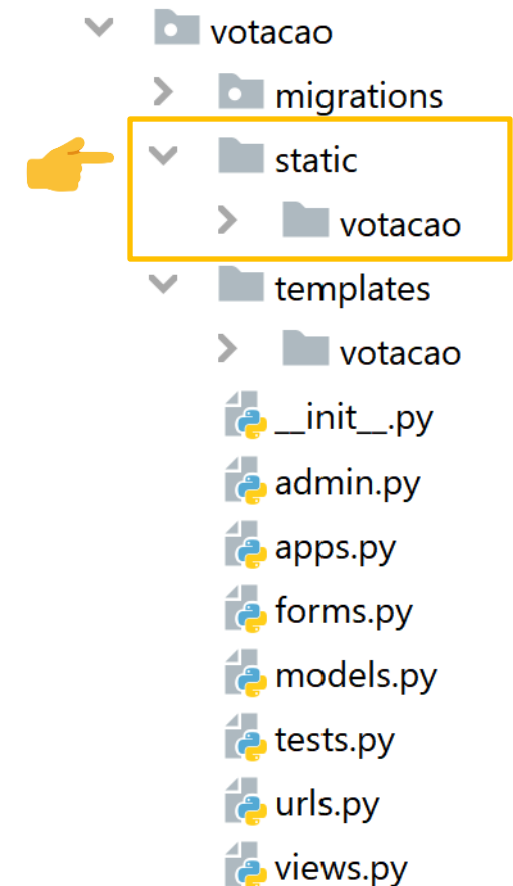 votacao
migrations
static
votacao
templates
votacao
__init__.py
admin.py
apps.py
forms.py
models.py
tests.py
urls.py
views.py